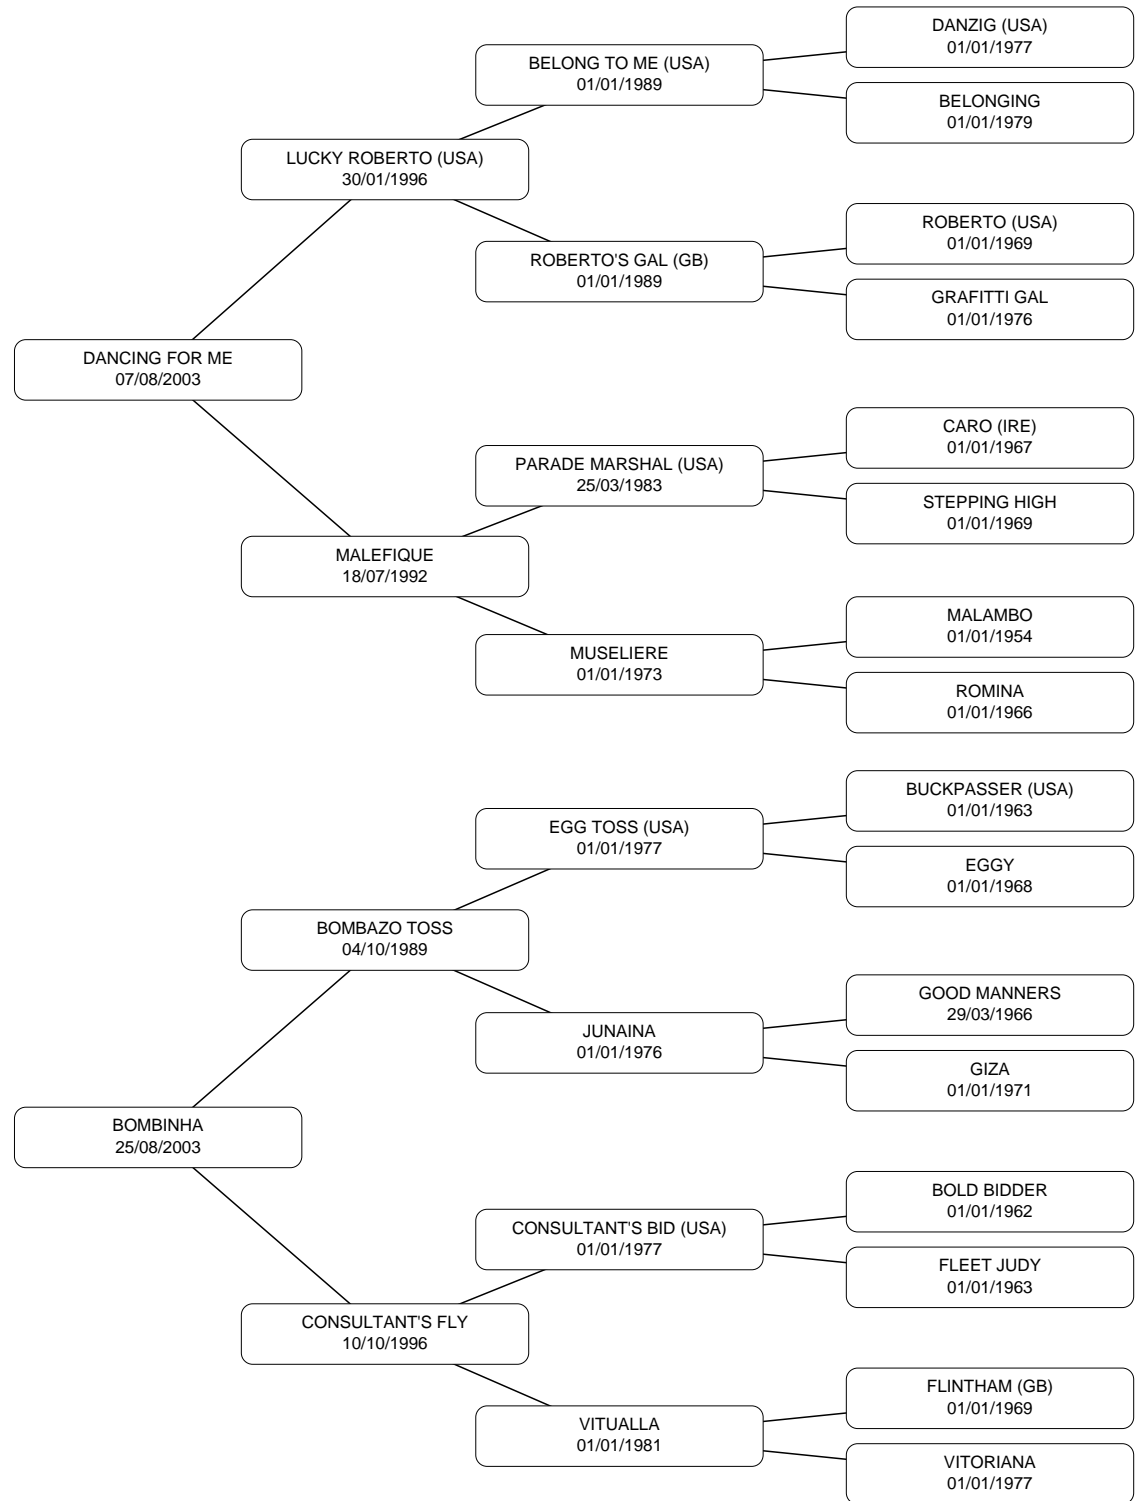 DANZIG (USA)
01/01/1977
BELONG TO ME (USA)
01/01/1989
BELONGING
01/01/1979
LUCKY ROBERTO (USA)
30/01/1996
ROBERTO (USA)
01/01/1969
ROBERTO'S GAL (GB)
01/01/1989
GRAFITTI GAL
01/01/1976
DANCING FOR ME
07/08/2003
CARO (IRE)
01/01/1967
PARADE MARSHAL (USA)
25/03/1983
STEPPING HIGH
01/01/1969
MALEFIQUE
18/07/1992
MALAMBO
01/01/1954
MUSELIERE
01/01/1973
ROMINA
01/01/1966
BUCKPASSER (USA)
01/01/1963
EGG TOSS (USA)
01/01/1977
EGGY
01/01/1968
BOMBAZO TOSS
04/10/1989
GOOD MANNERS
29/03/1966
JUNAINA
01/01/1976
GIZA
01/01/1971
BOMBINHA
25/08/2003
BOLD BIDDER
01/01/1962
CONSULTANT'S BID (USA)
01/01/1977
FLEET JUDY
01/01/1963
CONSULTANT'S FLY
10/10/1996
FLINTHAM (GB)
01/01/1969
VITUALLA
01/01/1981
VITORIANA
01/01/1977